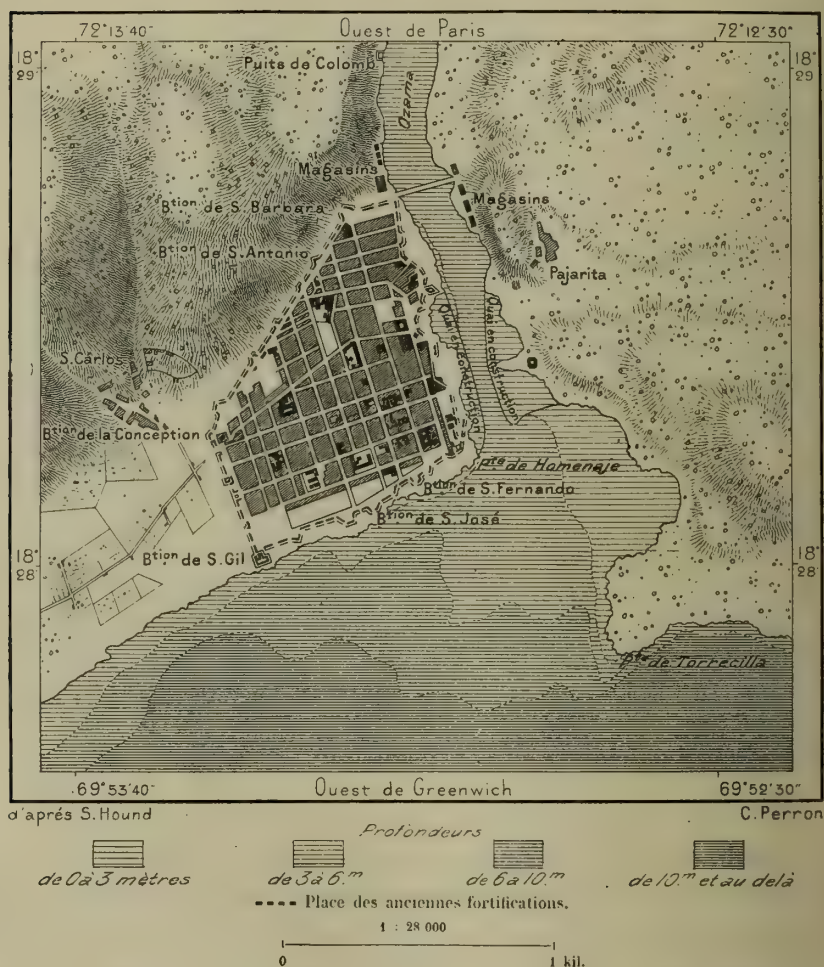 72°13'40" Ouest de Paris 72°12'30"
18°
29'
18°
29'
Puits de Colomb
Ozama
Magasins
Magasins
Btion de S. Barbara
Btion de S. Antonio
Pajarita
Quai en construction
Quai en construction
S. Carlos
Btion de la Conception
Pte de Homenaje
Btion de S. Fernando
Btion de S. José
Btion de S. Gil
18°
28'
18°
28'
Pte de Torrecilla
69°53'40" Ouest de Greenwich 69°52'30"
d'aprés S. Hound C. Perron
Profondeurs
de 0 à 3 mètres de 3 à 6.m de 6 a 10.m de 10.m et au delà
Place des anciennes fortifications.
1 : 28 000
0 1 kil.